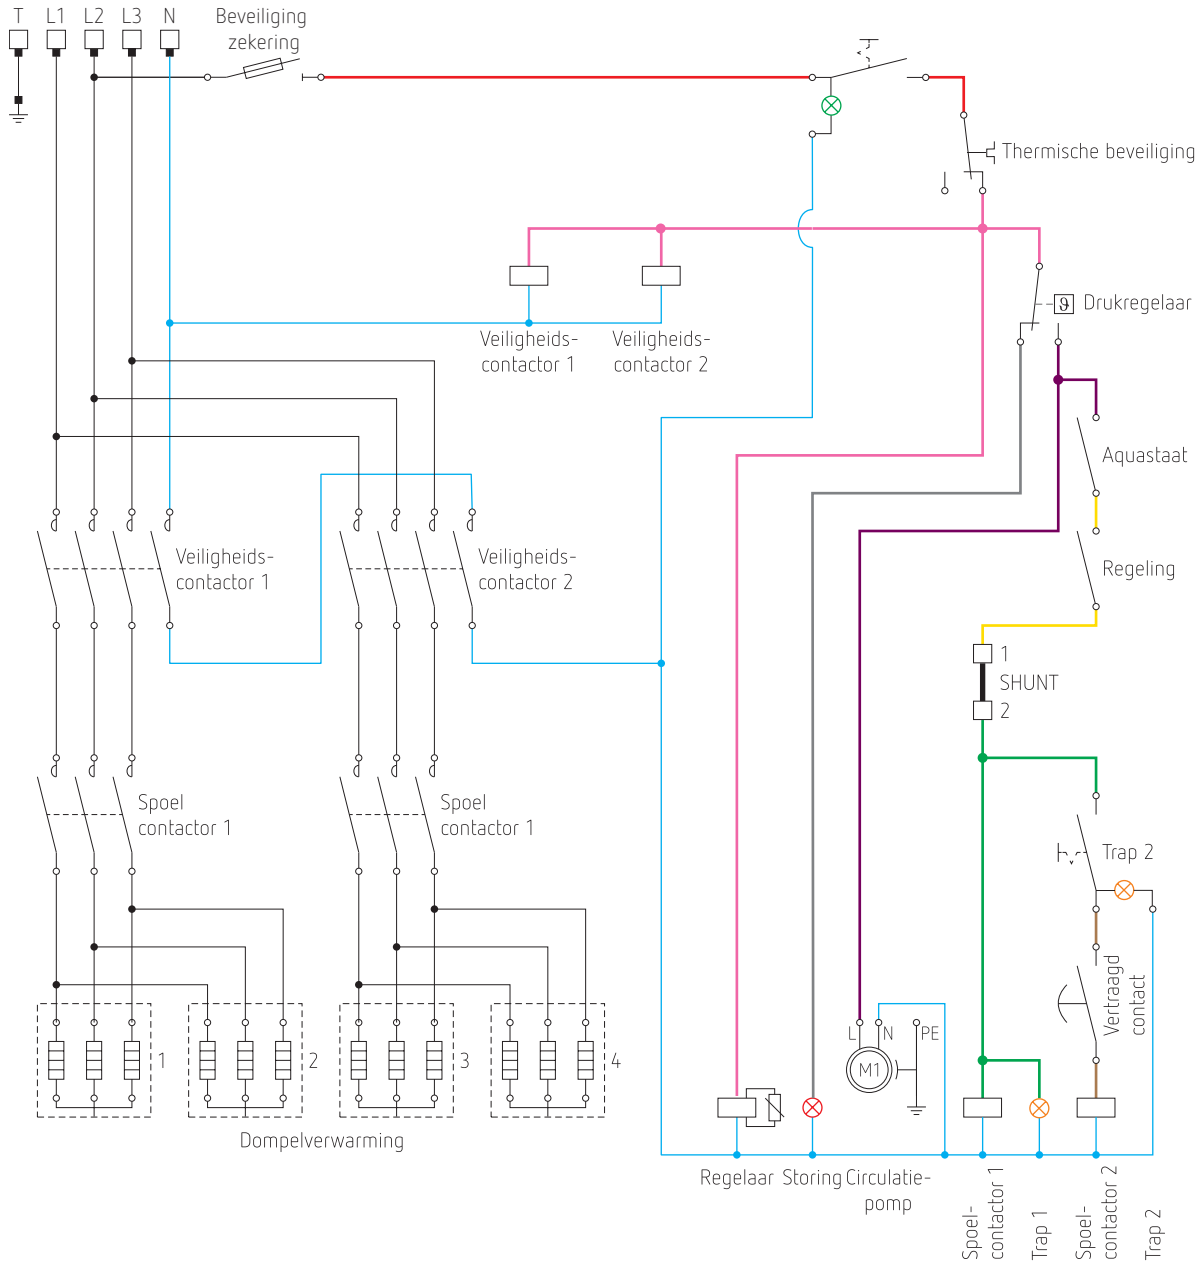 T L1 L2 L3 N
Beveiliging
zekering
Thermische beveiliging
Veiligheids-
contactor 1
Veiligheids-
contactor 2
ϑ Drukregelaar
Aquastaat
Veiligheids-
contactor 1
Veiligheids-
contactor 2
Regeling
1
SHUNT
2
Spoel
contactor 1
Spoel
contactor 1
Trap 2
Vertraagd
contact
L N PE
M1
1 2 3 4
Dompelverwarming
Regelaar
Storing
Circulatie-
pomp
Spoel-
contactor 1
Trap 1
Spoel-
contactor 2
Trap 2